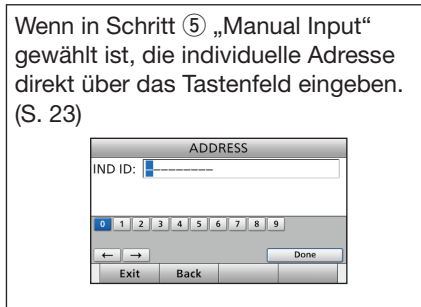 Wenn in Schritt ⑤ „Manual Input“
gewählt ist, die individuelle Adresse
direkt über das Tastenfeld eingeben.
(S. 23)
ADDRESS
IND ID: ---------
0 1 2 3 4 5 6 7 8 9
← → Done
Exit Back